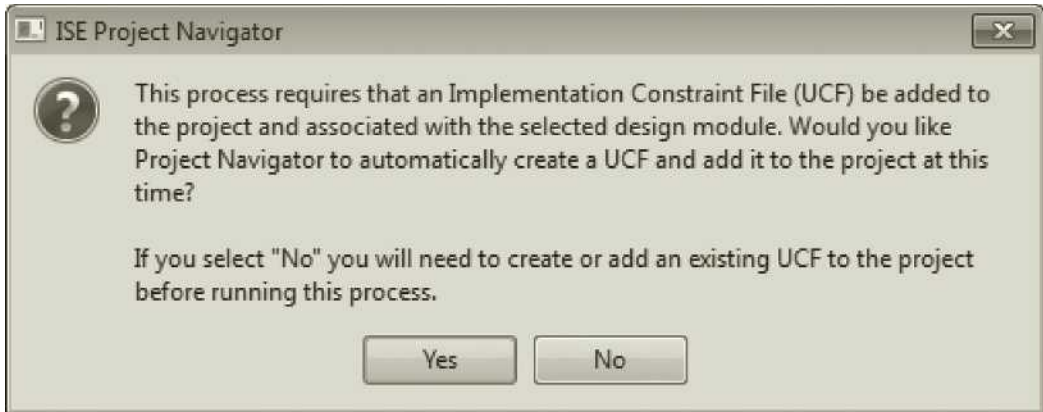 ISE Project Navigator
This process requires that an Implementation Constraint File (UCF) be added to
the project and associated with the selected design module. Would you like
Project Navigator to automatically create a UCF and add it to the project at this
time?
If you select "No" you will need to create or add an existing UCF to the project
before running this process.
Yes No